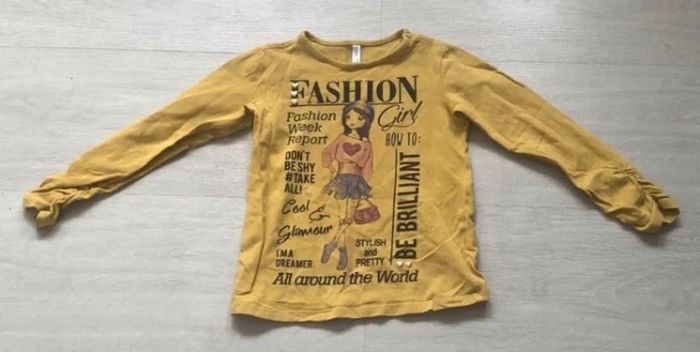 FASHION
Girl
Fashion
Week
Report
HOW TO:
BE BRILLIANT
DON'T
BE SHY
#TAKE
ALL!
Cool &
Glamour
I'M A
DREAMER
STYLISH
and
PRETTY
All around the World